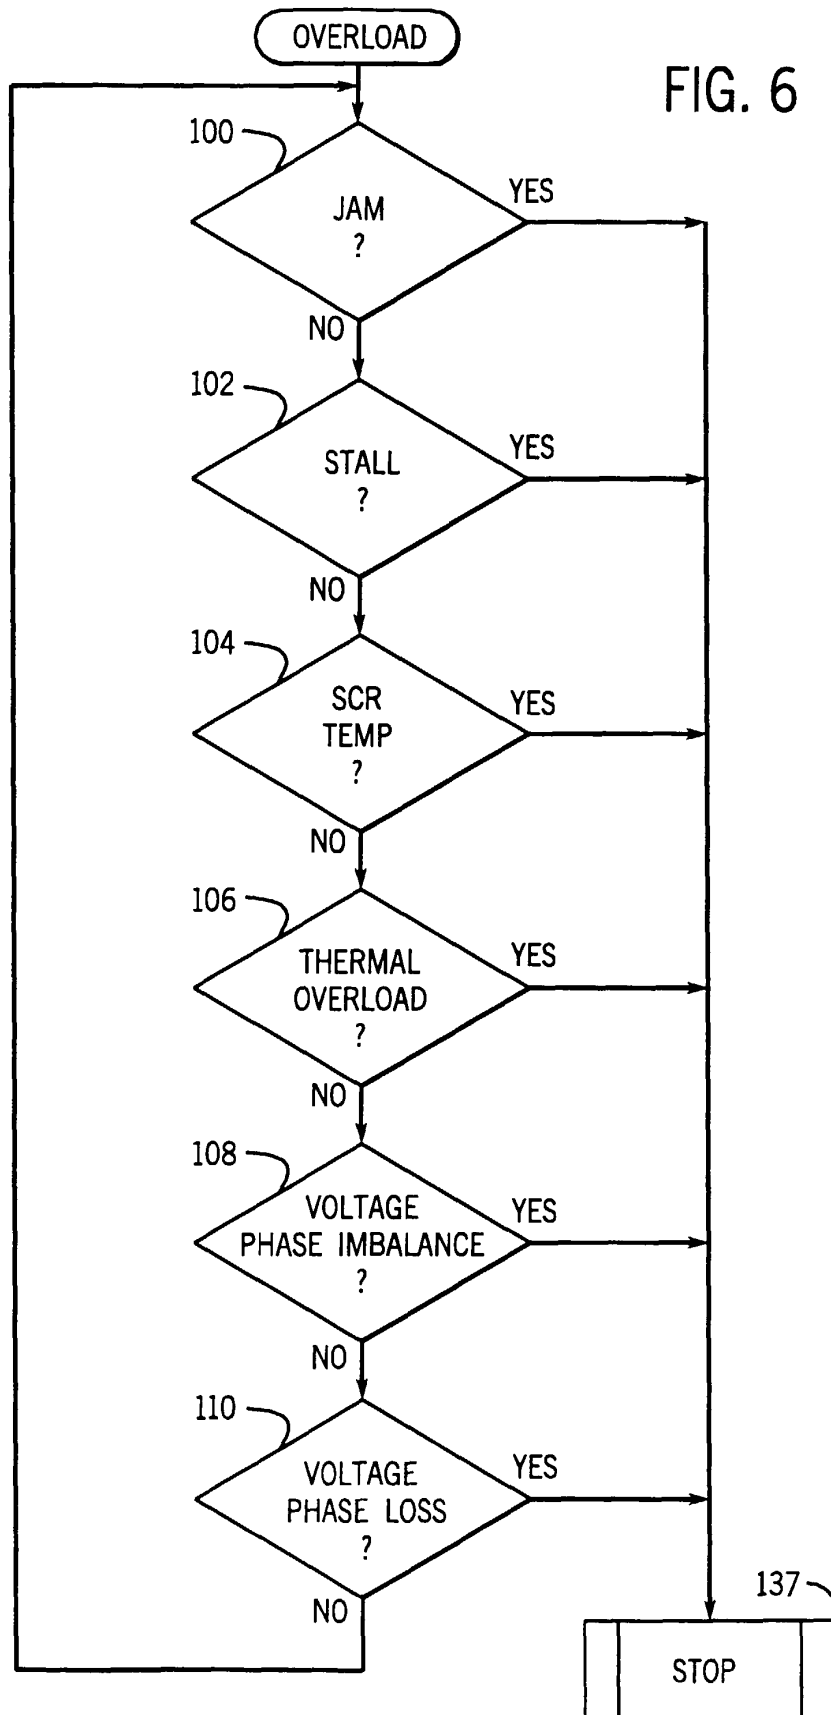 OVERLOAD
FIG. 6
100
JAM
?
YES
NO
102
STALL
?
YES
NO
104
SCR
TEMP
?
YES
NO
106
THERMAL
OVERLOAD
?
YES
NO
108
VOLTAGE
PHASE IMBALANCE
?
YES
NO
110
VOLTAGE
PHASE LOSS
?
YES
NO
137
STOP